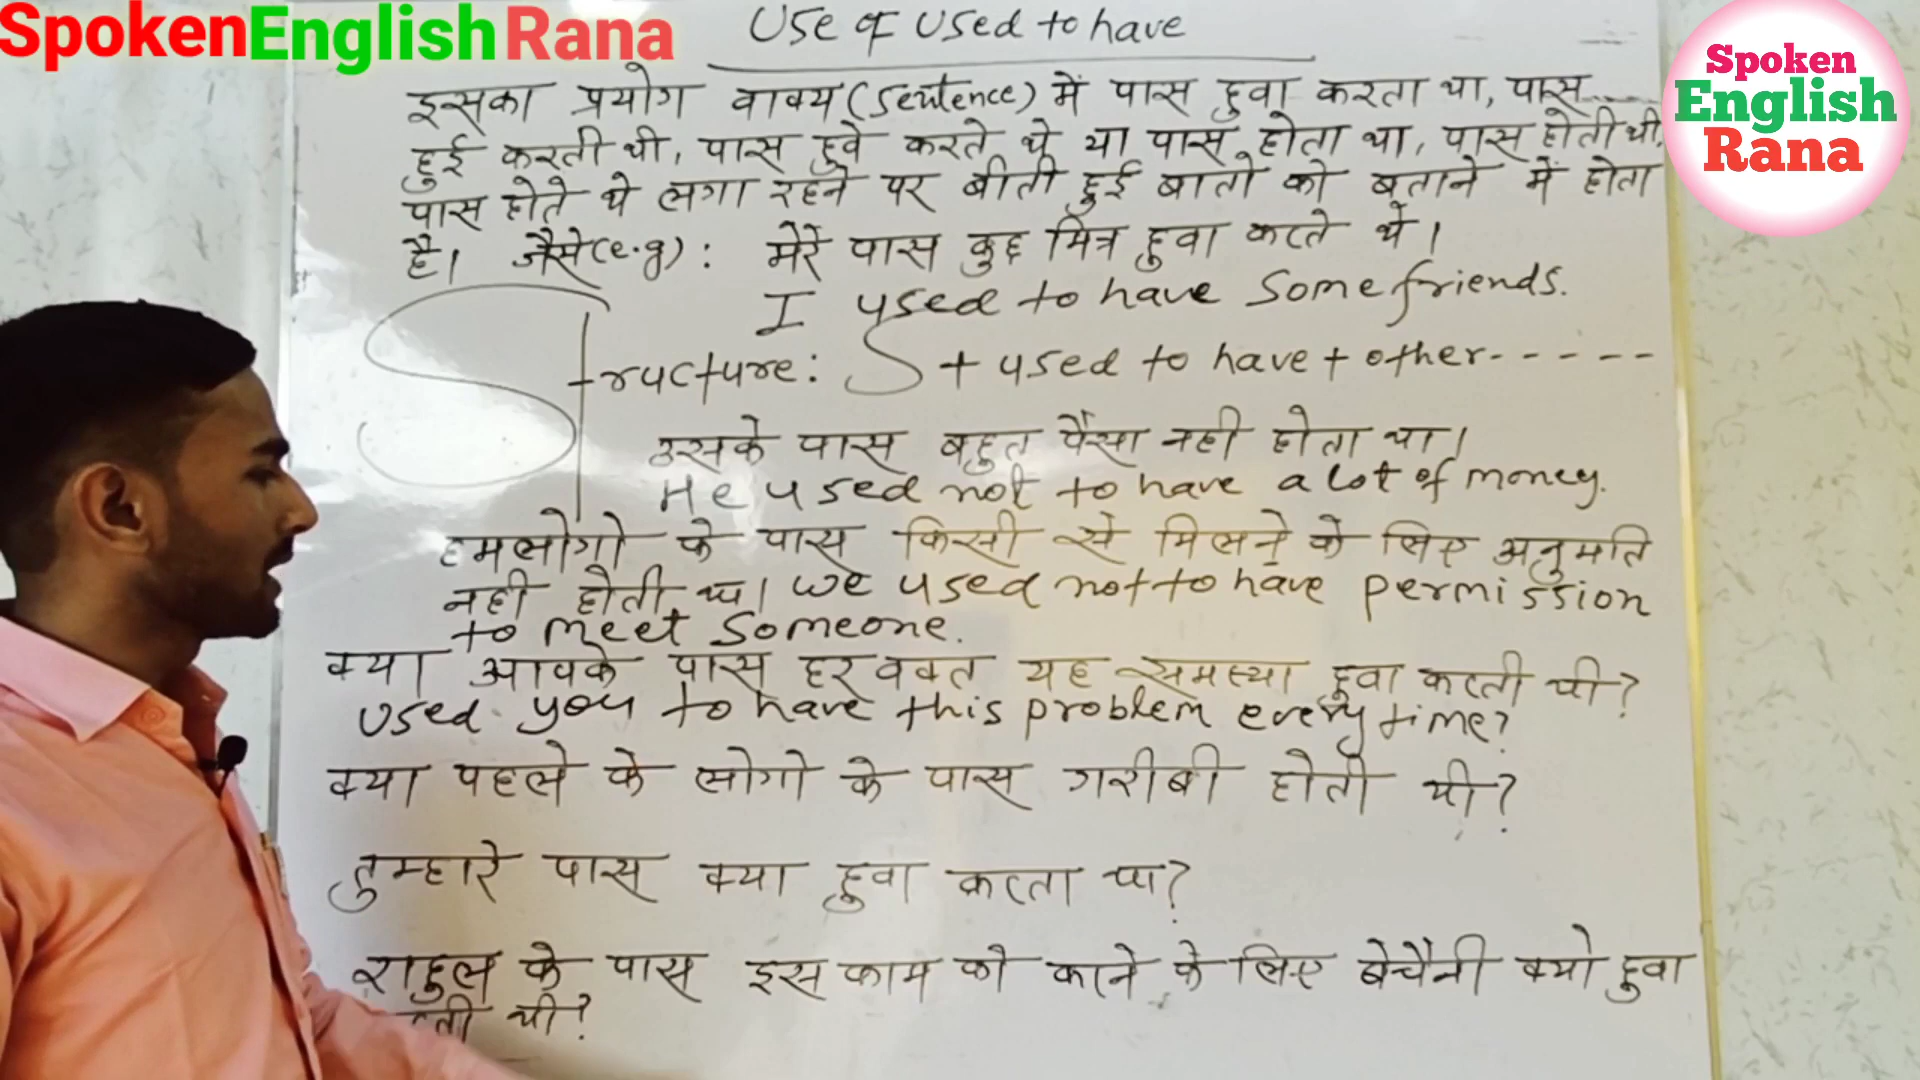 SpokenEnglishRana
Spoken
English
Rana
Use of used to have
इसका प्रयोग वाक्य (Sentence) में पास हुवा करता था, पास
हुई करती थी, पास हुवे करते थे या पास होता था, पास होती थी,
पास होते थे लगा रहने पर बीती हुई बातो को बताने में होता
है। जैसे (e.g) : मेरे पास कुछ मित्र हुवा करते थे।
I used to have Some friends.
Structure: S + used to have + other-----
उसके पास बहुत पैसा नही होता था।
He used not to have a lot of money.
हमलोगो के पास किसी से मिलने के लिए अनुमति
नही होती था। we used not to have permission
to meet Someone.
क्या आपके पास हर वक्त यह समस्या हुवा करती थी?
used you to have this problem every time?
क्या पहले के लोगो के पास गरीबी होती थी?
तुम्हारे पास क्या हुवा करता था?
राहुल के पास इस काम को करने के लिए बेचैनी क्यो हुवा
ती थी?